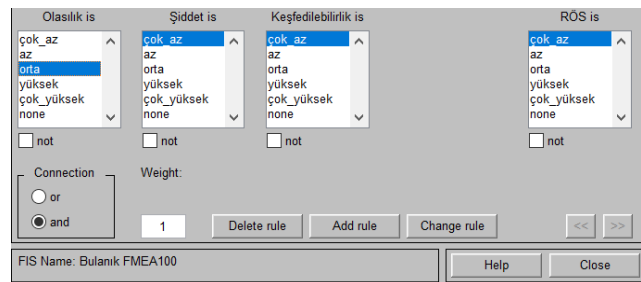 Olasılık is Şiddet is Keşfedilebilirlik is RÖS is
çok_az çok_az çok_az çok_az
az az az az
orta orta orta orta
yüksek yüksek yüksek yüksek
çok_yüksek çok_yüksek çok_yüksek çok_yüksek
none none none none
not not not not
Connection Weight:
or
and 1 Delete rule Add rule Change rule << >>
FIS Name: Bulanık FMEA100 Help Close